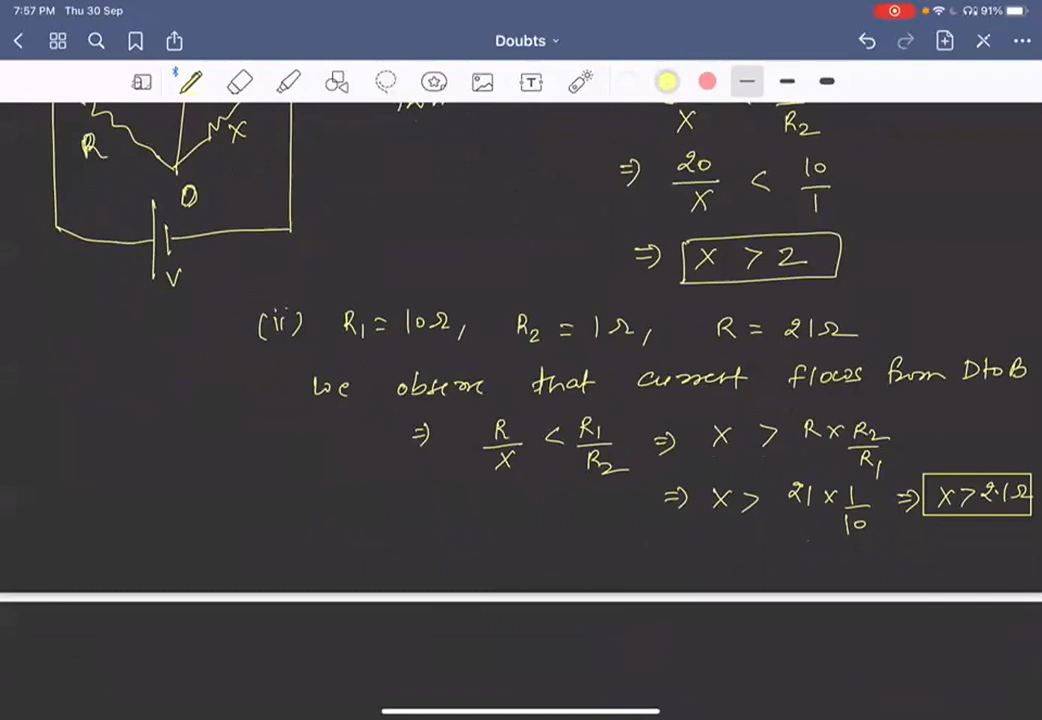 7:57 PM Thu 30 Sep
91%
Doubts
R
X
D
V
X R2
⇒ 20/X < 10/1
⇒ X > 2
(ii) R1 = 10Ω, R2 = 1Ω, R = 21Ω
We observe that current flows from D to B
⇒ R/X < R1/R2 ⇒ X > R × R2/R1
⇒ X > 21 × 1/10 ⇒ X > 2.1Ω